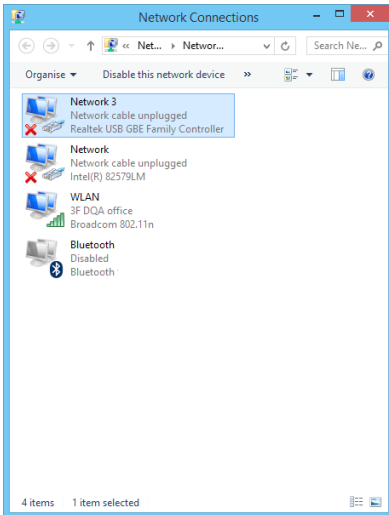 Network Connections
« Net... › Networ...
Search Ne...
Organise
Disable this network device
»
Network 3
Network cable unplugged
Realtek USB GBE Family Controller
Network
Network cable unplugged
Intel(R) 82579LM
WLAN
3F DQA office
Broadcom 802.11n
Bluetooth
Disabled
Bluetooth
4 items
1 item selected